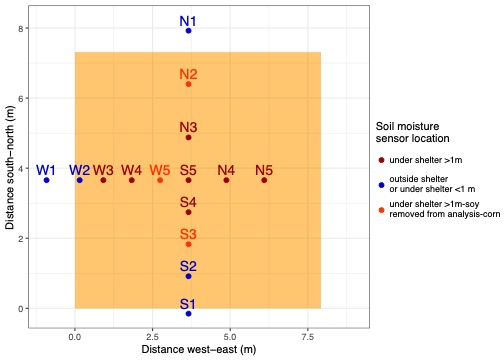 N1
8
N2
6
N3
Soil moisture
sensor location
W1 W2 W3 W4 W5 S5 N4 N5
under shelter >1m
4
outside shelter
or under shelter <1 m
S4
under shelter >1m-soy
removed from analysis-corn
S3
2
S2
S1
0
0.0 2.5 5.0 7.5
Distance west–east (m)
Distance south–north (m)